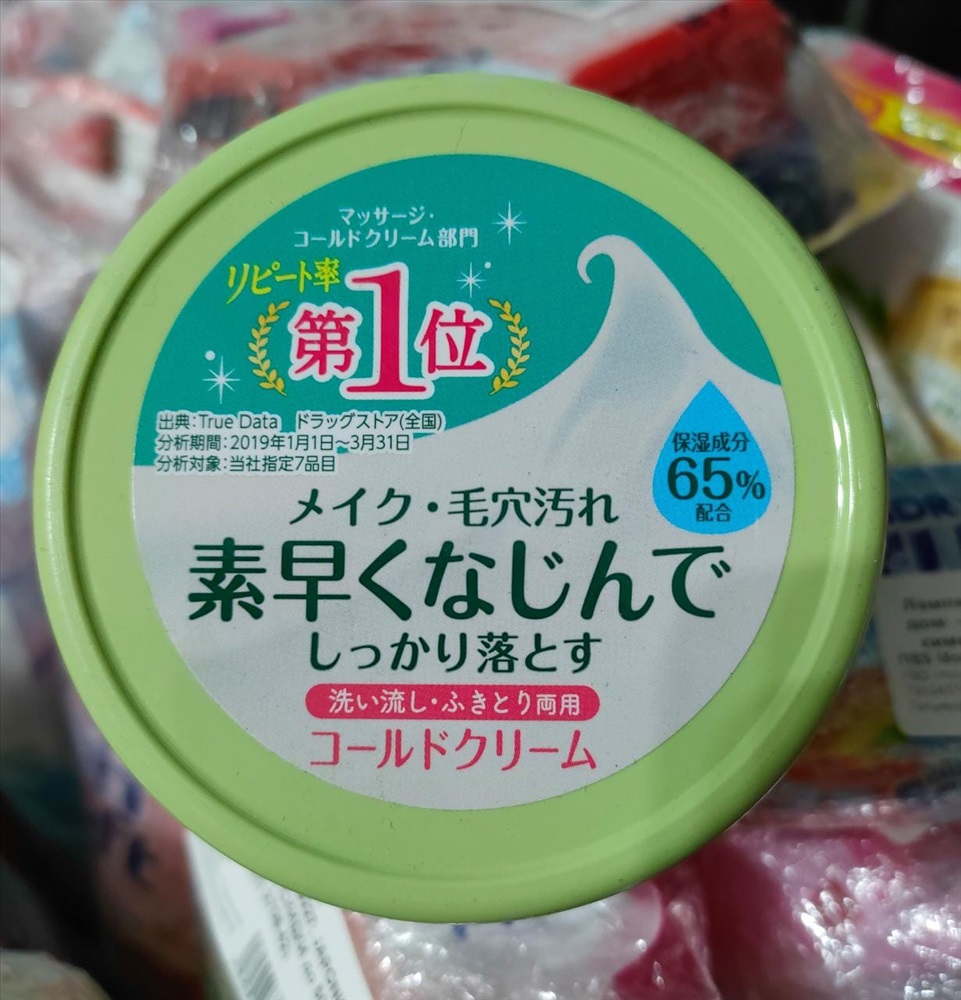 マッサージ・
コールドクリーム部門
リピート率
第1位
出典:True Data ドラッグストア(全国)
分析期間:2019年1月1日～3月31日
分析対象:当社指定7品目
保湿成分
65%
配合
メイク・毛穴汚れ
素早くなじんで
しっかり落とす
洗い流し・ふきとり両用
コールドクリーム